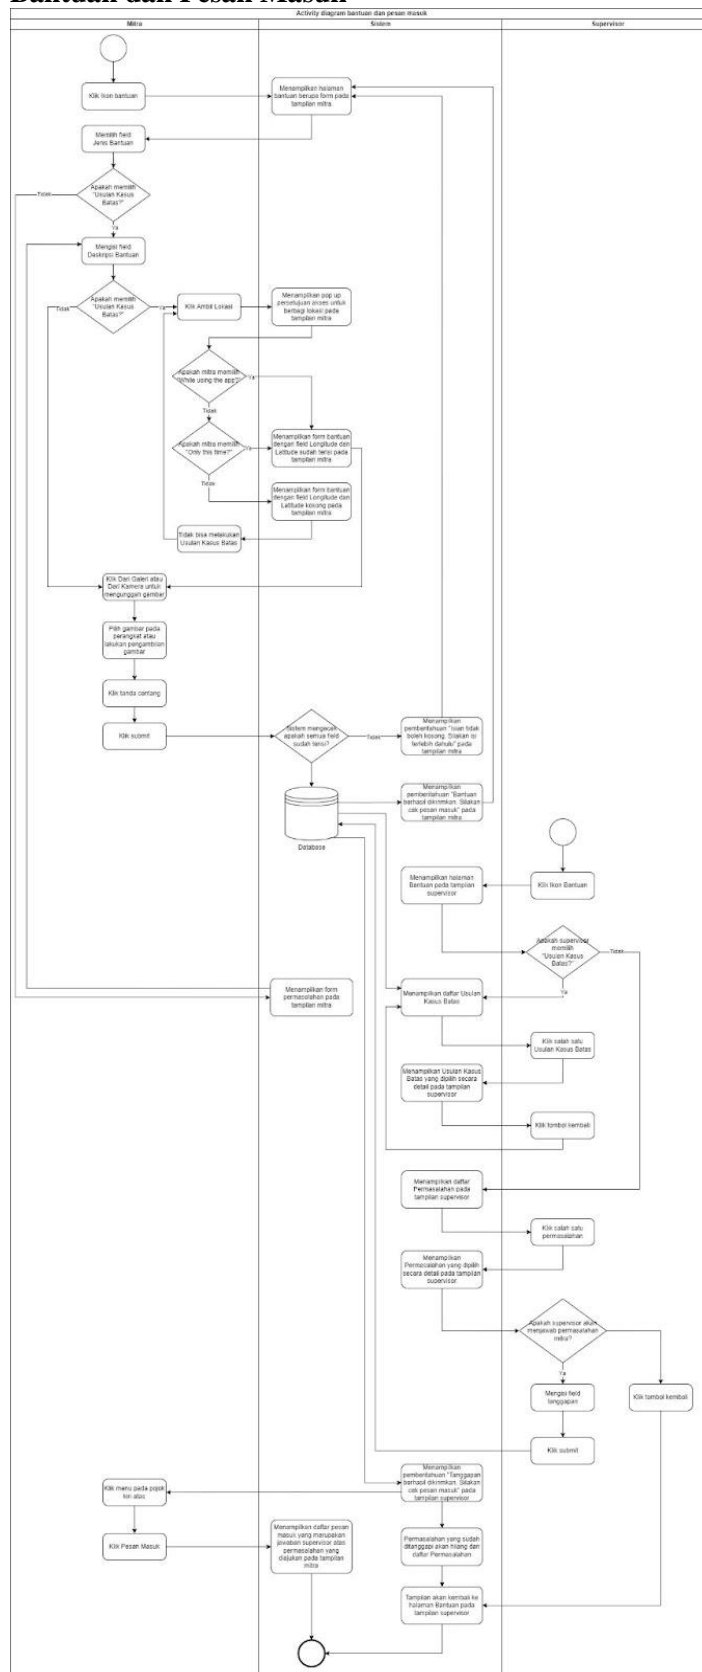 Bantuan dan Pesan Masuk
Activity diagram bantuan dan pesan masuk
Mitra
Sistem
Supervisor
Klik Ikon bantuan
Menampilkan halaman
bantuan berupa form pada
tampilan mitra
Memilih field
Jenis Bantuan
Apakah memilih
"Usulan Kasus
Batas?"
Tidak
Ya
Mengisi field
Deskripsi Bantuan
Apakah memilih
"Usulan Kasus
Batas?"
Tidak
Ya
Klik Ambil Lokasi
Menampilkan pop up
persetujuan akses untuk
berbagi lokasi pada
tampilan mitra
Apakah mitra memilih
"While using the app?"
Ya
Tidak
Apakah mitra memilih
"Only this time?"
Ya
Tidak
Menampilkan form bantuan
dengan field Longitude dan
Latitude sudah terisi pada
tampilan mitra
Menampilkan form bantuan
dengan field Longitude dan
Latitude kosong pada
tampilan mitra
Tidak bisa melakukan
Usulan Kasus Batas
Klik Dari Galeri atau
Dari Kamera untuk
mengunggah gambar
Pilih gambar pada
perangkat atau
lakukan pengambilan
gambar
Klik tanda centang
Klik submit
Sistem mengecek
apakah semua field
sudah terisi?
Tidak
Menampilkan
pemberitahuan "Isian tidak
boleh kosong. Silakan isi
terlebih dahulu" pada
tampilan mitra
Menampilkan
pemberitahuan "Bantuan
berhasil dikirimkan. Silakan
cek pesan masuk" pada
tampilan mitra
Database
Menampilkan halaman
Bantuan pada tampilan
supervisor
Klik Ikon Bantuan
Apakah supervisor
memilih
"Usulan Kasus
Batas?"
Tidak
Ya
Menampilkan form
permasalahan pada
tampilan mitra
Menampilkan daftar Usulan
Kasus Batas
Klik salah satu
Usulan Kasus Batas
Menampilkan Usulan Kasus
Batas yang dipilih secara
detail pada tampilan
supervisor
Klik tombol kembali
Menampilkan daftar
Permasalahan pada
tampilan supervisor
Klik salah satu
permasalahan
Menampilkan
Permasalahan yang dipilih
secara detail pada tampilan
supervisor
Apakah supervisor akan
menjawab permasalahan
mitra?
Ya
Mengisi field
tanggapan
Klik tombol kembali
Klik submit
Menampilkan
pemberitahuan "Tanggapan
berhasil dikirimkan. Silakan
cek pesan masuk" pada
tampilan supervisor
Klik menu pada pojok
kiri atas
Klik Pesan Masuk
Menampilkan daftar pesan
masuk yang merupakan
jawaban supervisor atas
permasalahan yang
diajukan pada tampilan
mitra
Permasalahan yang sudah
ditanggapi akan hilang dari
daftar Permasalahan
Tampilan akan kembali ke
halaman Bantuan pada
tampilan supervisor